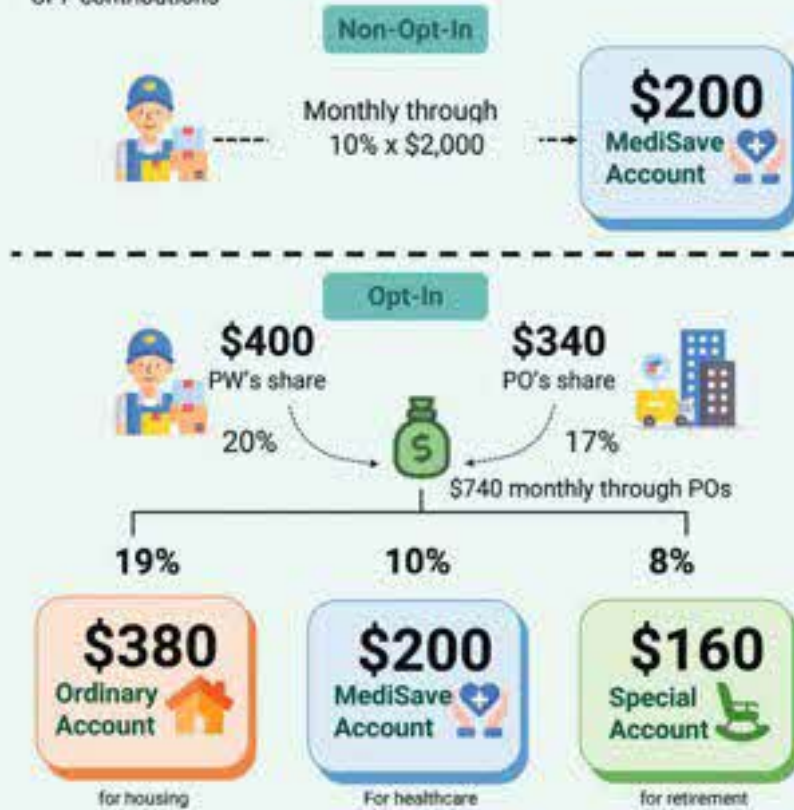 CPF contributions
Non-Opt-In
Monthly through
10% x $2,000
$200
MediSave
Account
Opt-In
$400
PW's share
20%
$340
PO's share
17%
$
$740 monthly through POs
19%
10%
8%
$380
Ordinary
Account
for housing
$200
MediSave
Account
For healthcare
$160
Special
Account
for retirement